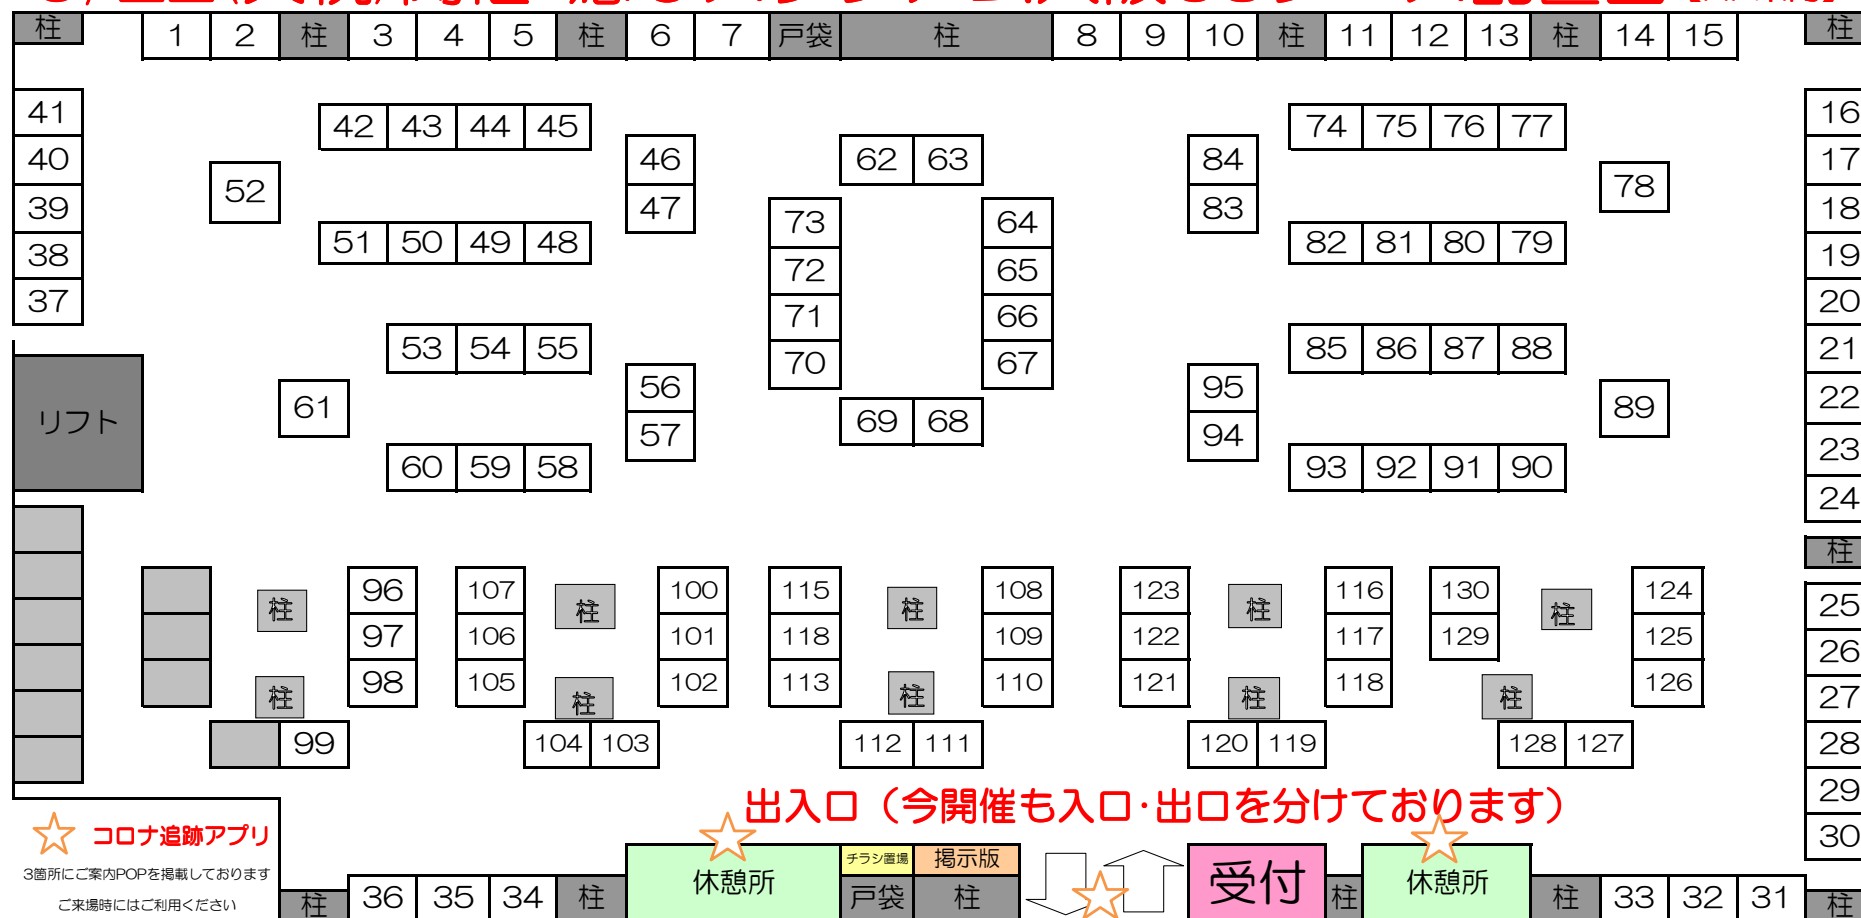 柱 1 2 柱 3 4 5 柱 6 7 戸袋 柱 8 9 10 柱 11 12 13 柱 14 15 柱
41 42 43 44 45 74 75 76 77 16
40 46 62 63 84 17
52 78
39 47 73 64 83 18
38 51 50 49 48 72 65 82 81 80 79 19
37 71 66 20
53 54 55 70 67 85 86 87 88 21
リフト 61 56 69 68 95 89 22
57 94 23
60 59 58 93 92 91 90 24
柱
柱 96 107 柱 100 115 柱 108 123 柱 116 130 柱 124 25
97 106 101 118 109 122 117 129 125 26
柱 98 105 柱 102 113 柱 110 121 柱 118 柱 126 27
99 104 103 112 111 120 119 128 127 28
出入口（今開催も入口・出口を分けております） 29
コロナ追跡アプリ 30
3箇所にご案内POPを掲載しております
ご来場時にはご利用ください
柱 36 35 34 柱 休憩所 チラシ置場 掲示版
戸袋 柱 受付 柱 休憩所 柱 33 32 31 柱